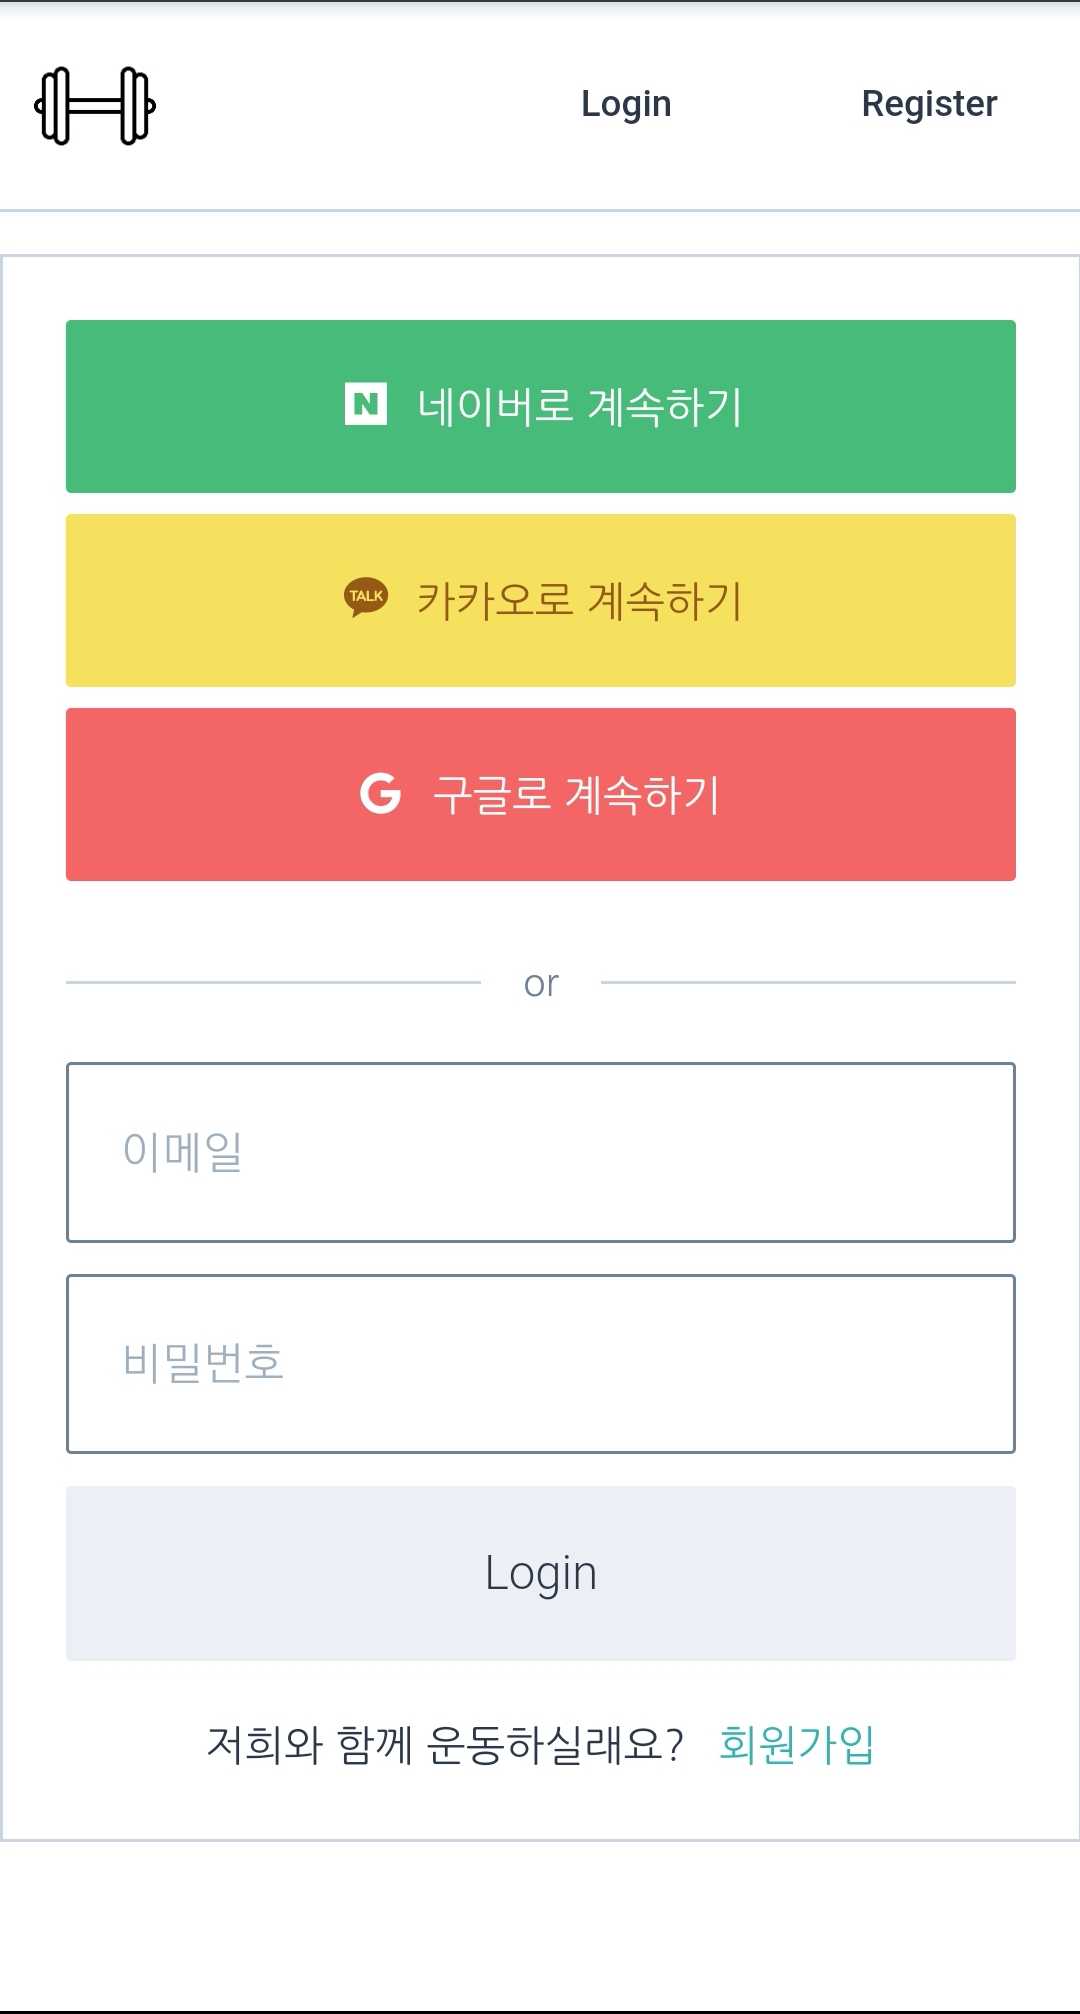 Login Register
N 네이버로 계속하기
TALK 카카오로 계속하기
G 구글로 계속하기
or
이메일
비밀번호
Login
저희와 함께 운동하실래요? 회원가입